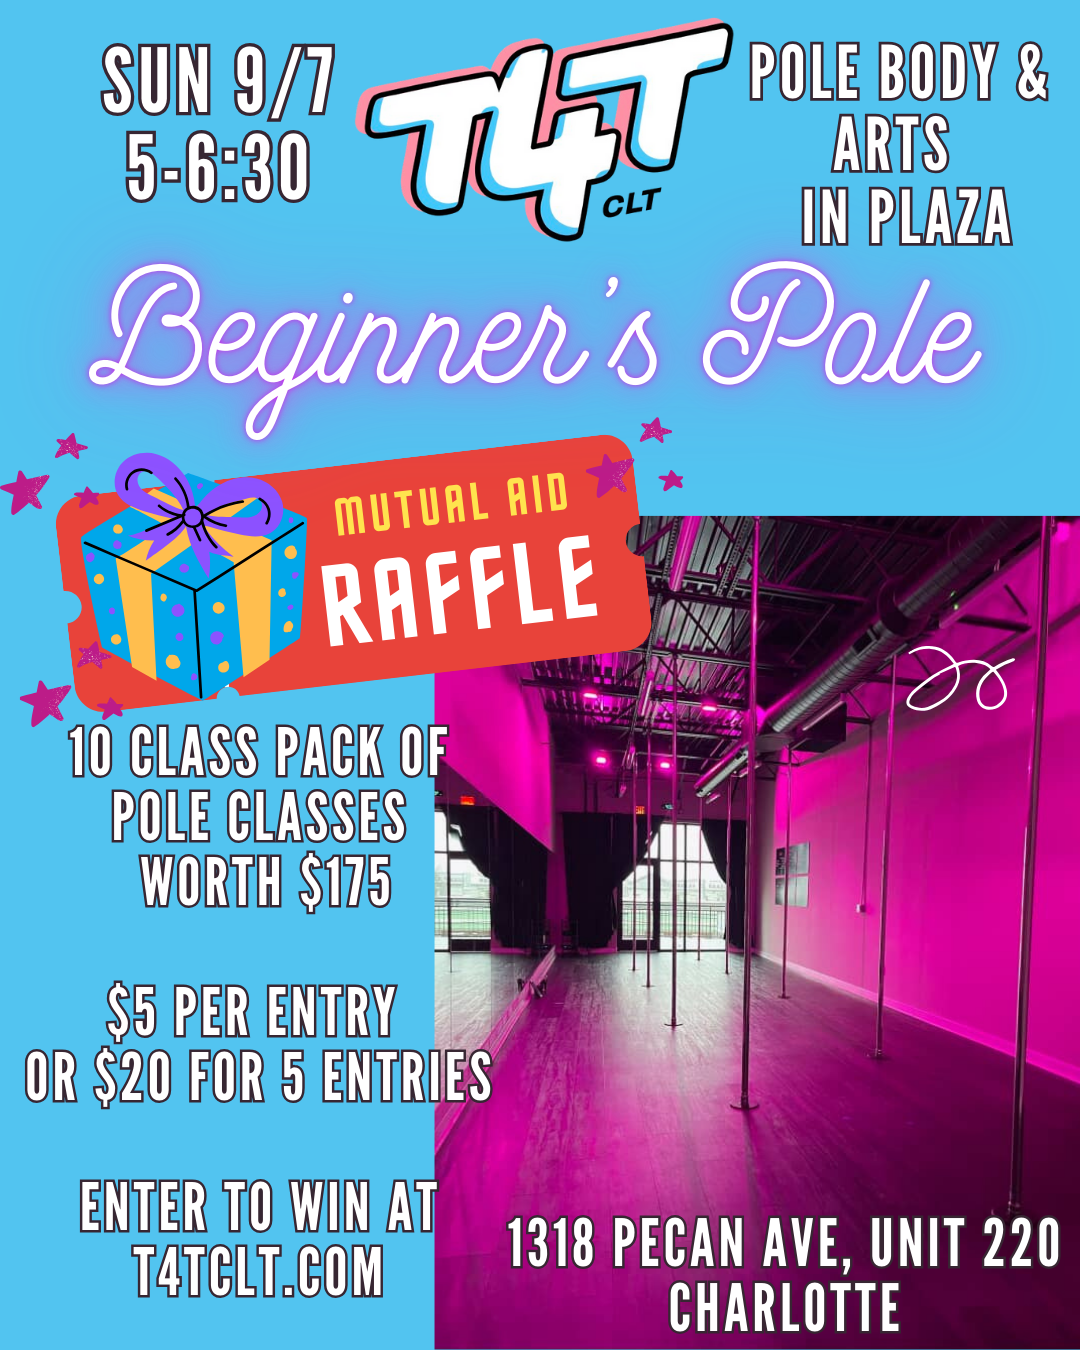 SUN 9/7
5-6:30
T4T
CLT
POLE BODY &
ARTS
IN PLAZA
Beginner's Pole
MUTUAL AID
RAFFLE
10 CLASS PACK OF
POLE CLASSES
WORTH $175
$5 PER ENTRY
OR $20 FOR 5 ENTRIES
ENTER TO WIN AT
T4TCLT.COM
1318 PECAN AVE, UNIT 220
CHARLOTTE